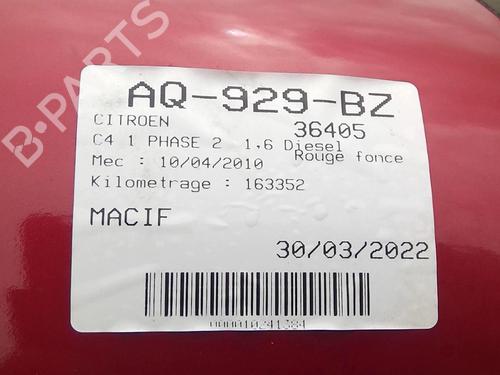 B-PARTS
AQ-929-BZ
CITROEN 36405
C4 1 PHASE 2 1,6 Diesel
Mec : 10/04/2010 Rouge fonce
Kilometrage : 163352
MACIF
30/03/2022